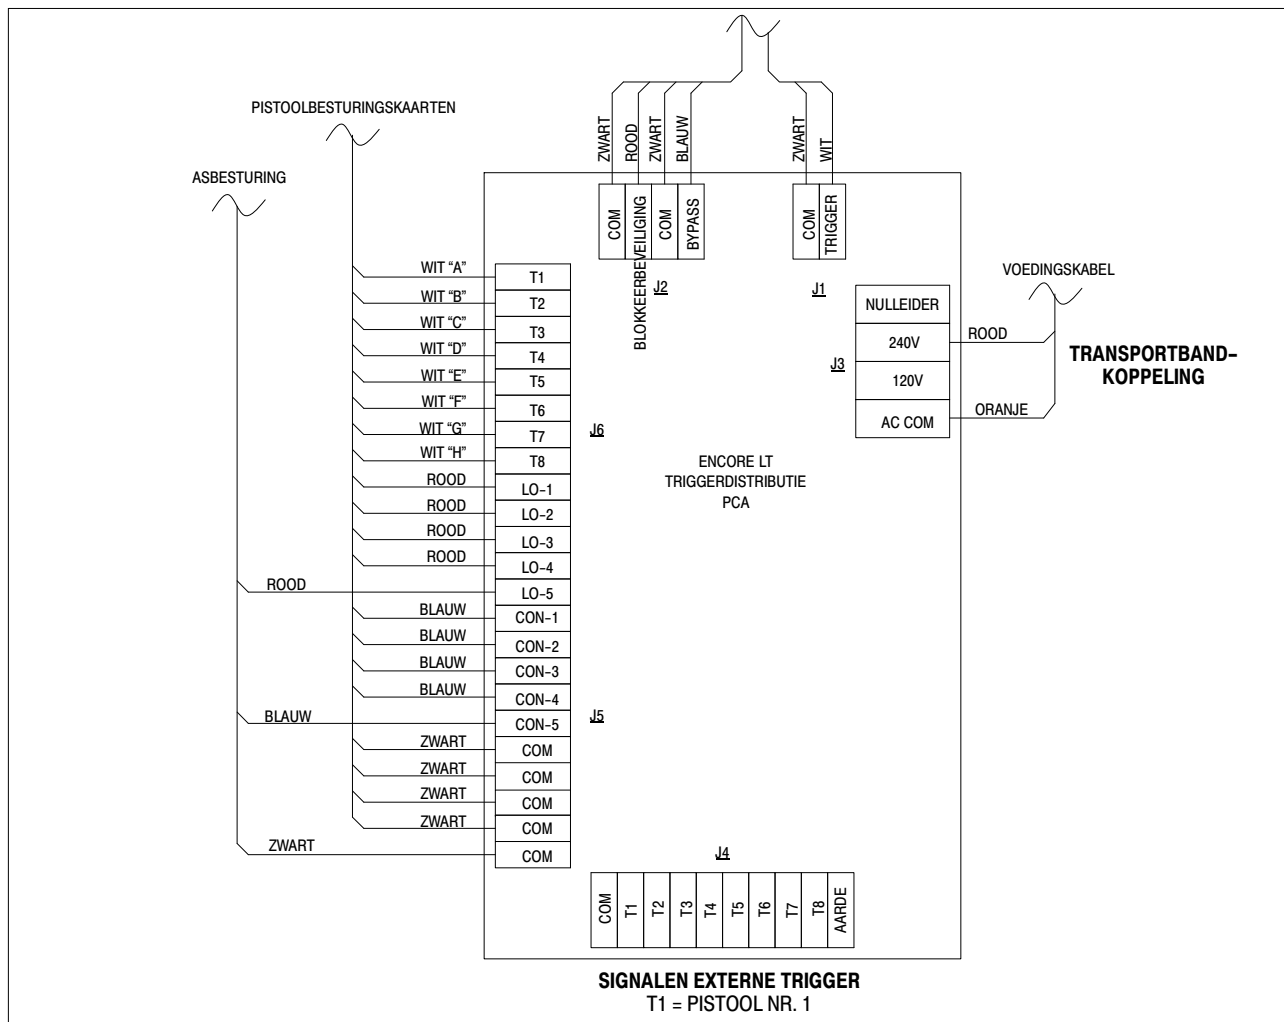 PISTOOLBESTURINGSKAARTEN
ASBESTURING
ZWART
ROOD
ZWART
BLAUW
ZWART
WIT
COM
BLOKKEERBEVEILIGING
COM
BYPASS
COM
TRIGGER
J2
J1
VOEDINGSKABEL
NULLEIDER
240V
120V
AC COM
J3
ROOD
ORANJE
TRANSPORTBAND-
KOPPELING
WIT “A”
T1
WIT “B”
T2
WIT “C”
T3
WIT “D”
T4
WIT “E”
T5
WIT “F”
T6
WIT “G”
T7
WIT “H”
T8
J6
ROOD
LO-1
ROOD
LO-2
ROOD
LO-3
ROOD
LO-4
ROOD
LO-5
BLAUW
CON-1
BLAUW
CON-2
BLAUW
CON-3
BLAUW
CON-4
BLAUW
CON-5
J5
ZWART
COM
ZWART
COM
ZWART
COM
ZWART
COM
ZWART
COM
ENCORE LT
TRIGGERDISTRIBUTIE
PCA
J4
COM
T1
T2
T3
T4
T5
T6
T7
T8
AARDE
SIGNALEN EXTERNE TRIGGER
T1 = PISTOOL NR. 1